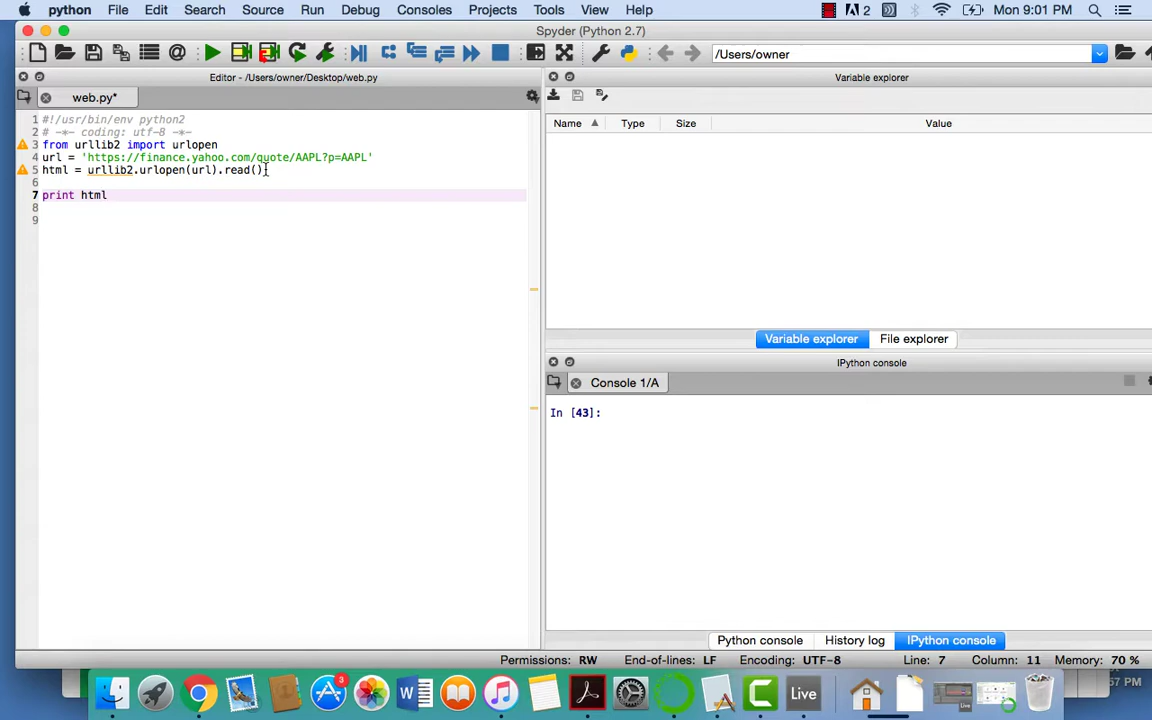 python File Edit Search Source Run Debug Consoles Projects Tools View Help 2 Mon 9:01 PM
Spyder (Python 2.7)
/Users/owner
Editor - /Users/owner/Desktop/web.py
Variable explorer
web.py*
1 #!/usr/bin/env python2
2 # -*- coding: utf-8 -*-
3 from urllib2 import urlopen
4 url = 'https://finance.yahoo.com/quote/AAPL?p=AAPL'
5 html = urllib2.urlopen(url).read()
6
7 print html
8
9
Name Type Size Value
Variable explorer File explorer
IPython console
Console 1/A
In [43]:
Python console History log IPython console
Permissions: RW End-of-lines: LF Encoding: UTF-8 Line: 7 Column: 11 Memory: 70 %
57 PM
3
Live